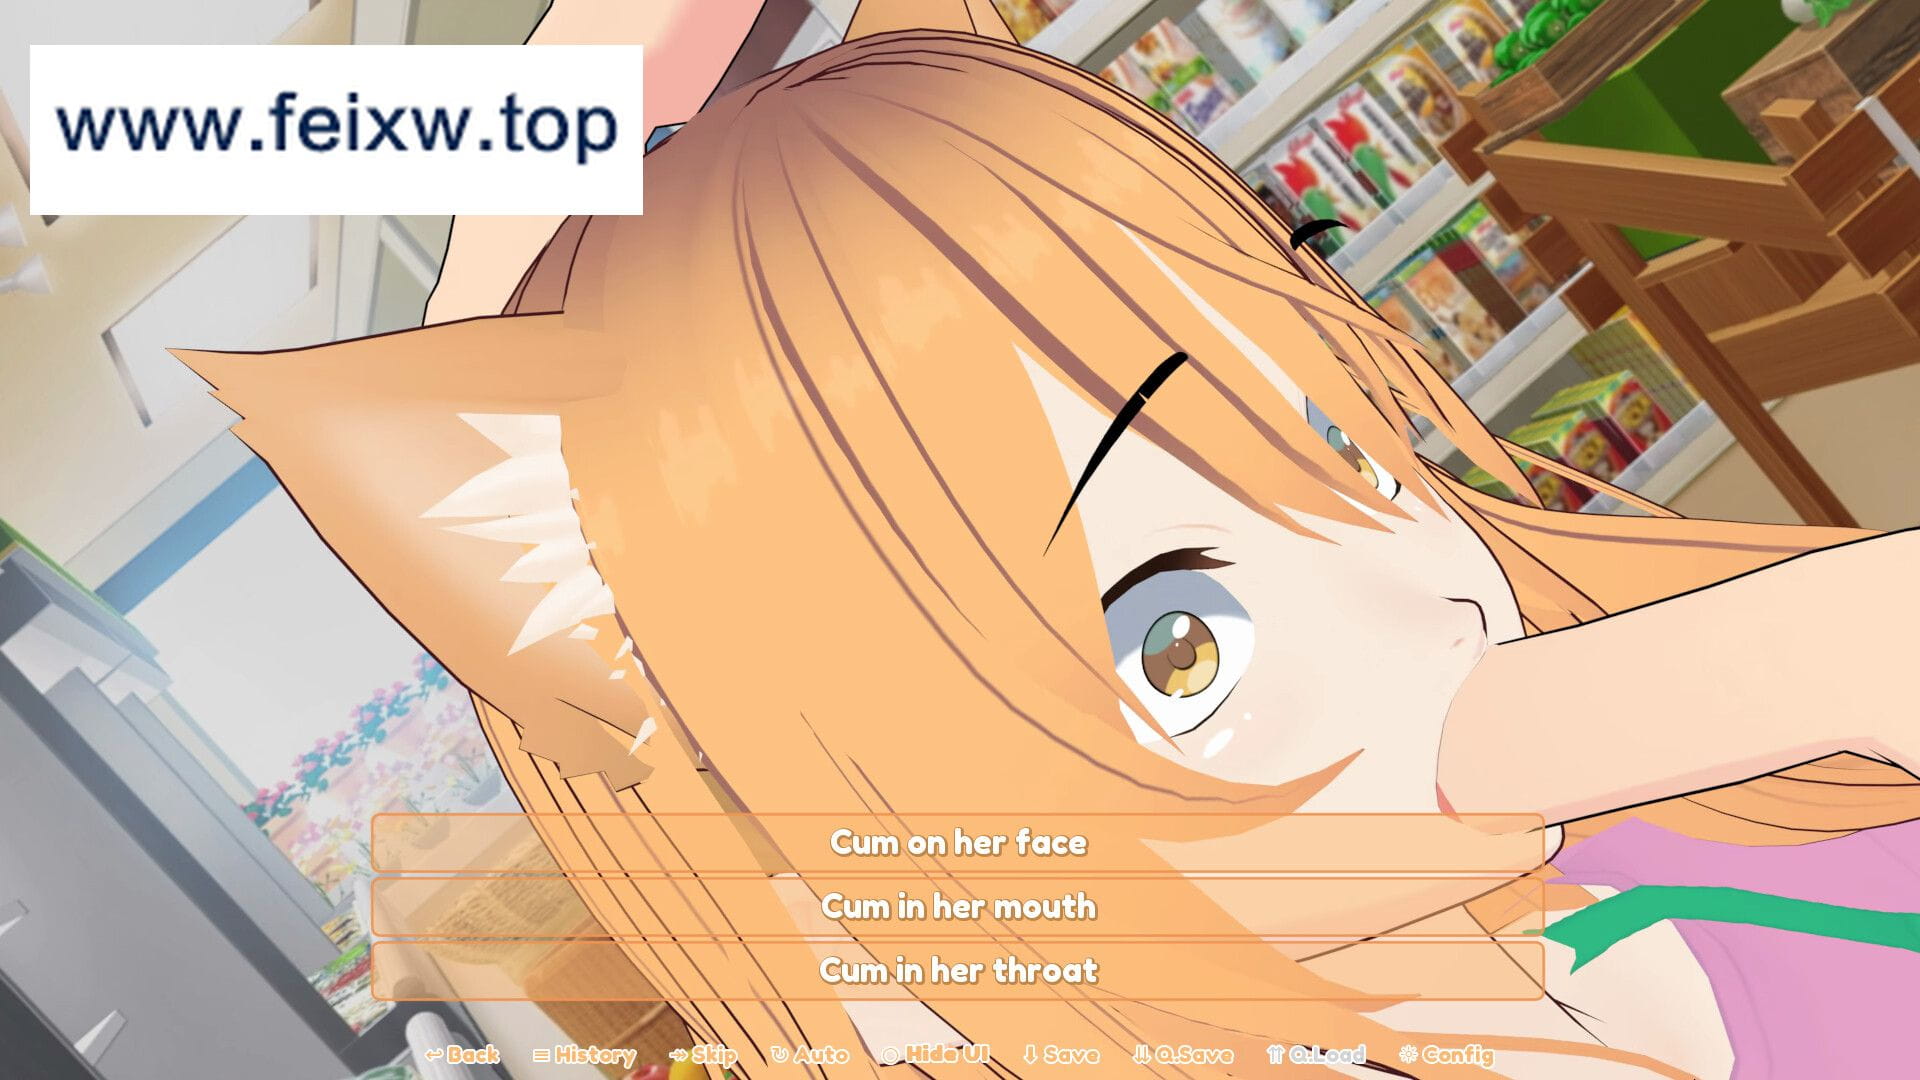 www.feixw.top
Cum on her face
Cum in her mouth
Cum in her throat
Back History Skip Auto Hide UI Save Q.Save Q.Load Config